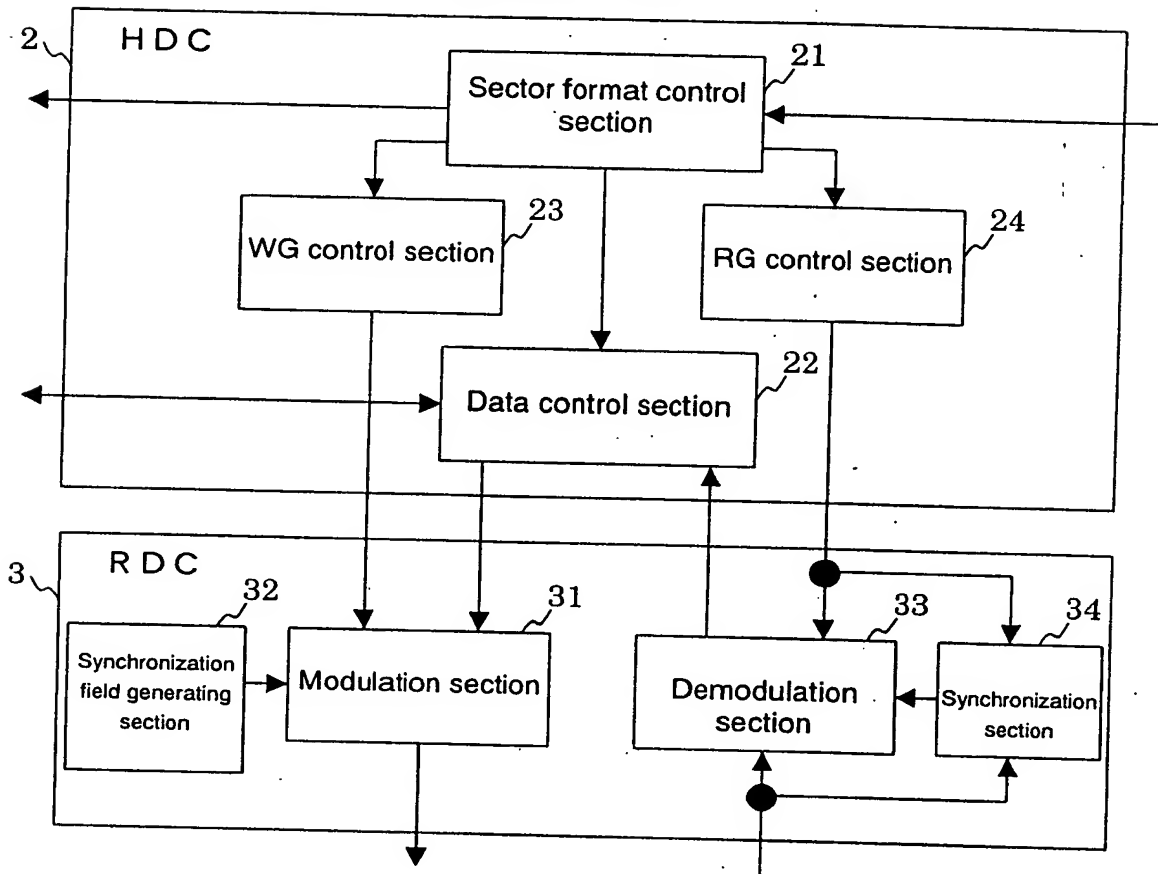 2
HDC
21
Sector format control
section
23
WG control section
24
RG control section
22
Data control section
3
RDC
32
Synchronization
field generating
section
31
Modulation section
33
Demodulation
section
34
Synchronization
section